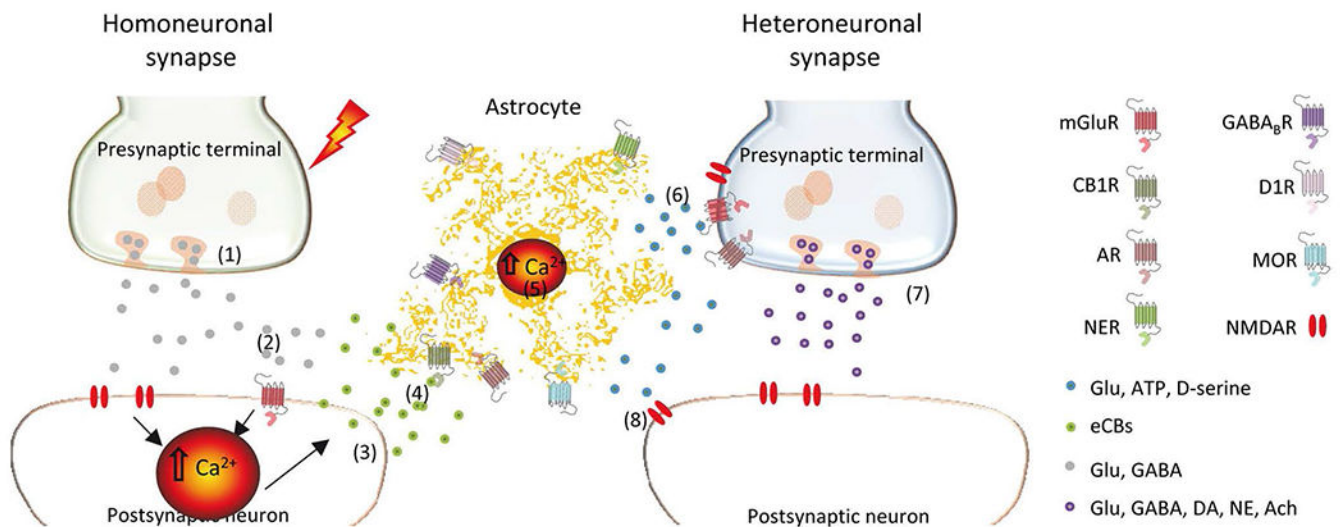 Homoneuronal
synapse
Heteroneuronal
synapse
Astrocyte
Presynaptic terminal
(1)
(2)
(3)
(4)
⇧ Ca²⁺
(5)
(6)
Presynaptic terminal
(7)
(8)
⇧ Ca²⁺
Postsynaptic neuron
Postsynaptic neuron
mGluR
GABA_BR
CB1R
D1R
AR
MOR
NER
NMDAR
Glu, ATP, D-serine
eCBs
Glu, GABA
Glu, GABA, DA, NE, Ach